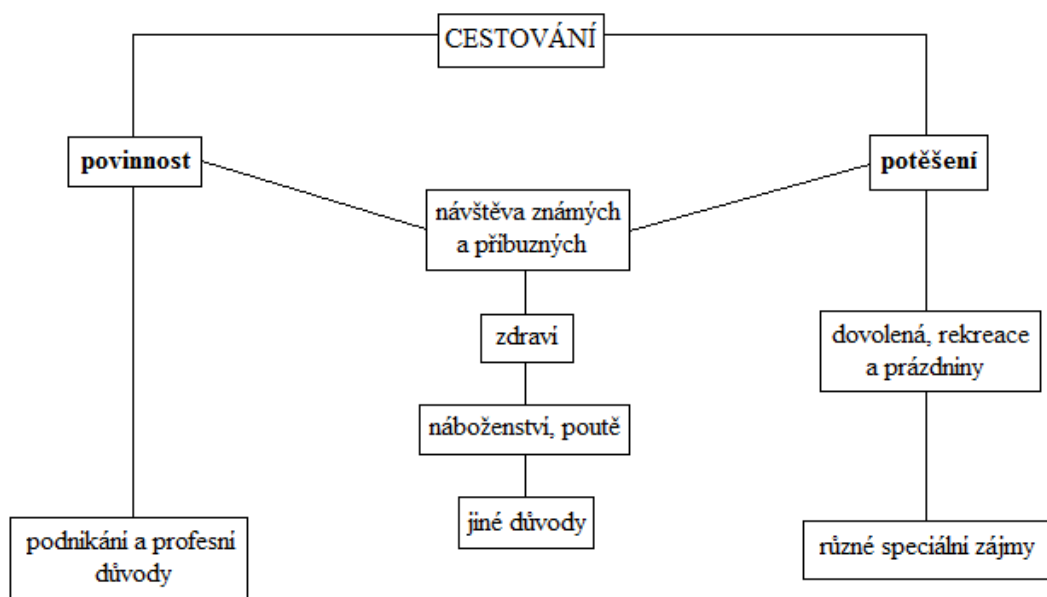 CESTOVÁNÍ
povinnost
potěšení
návštěva známých
a příbuzných
zdraví
dovolená, rekreace
a prázdniny
náboženství, poutě
jiné důvody
podnikání a profesní
důvody
různé speciální zájmy